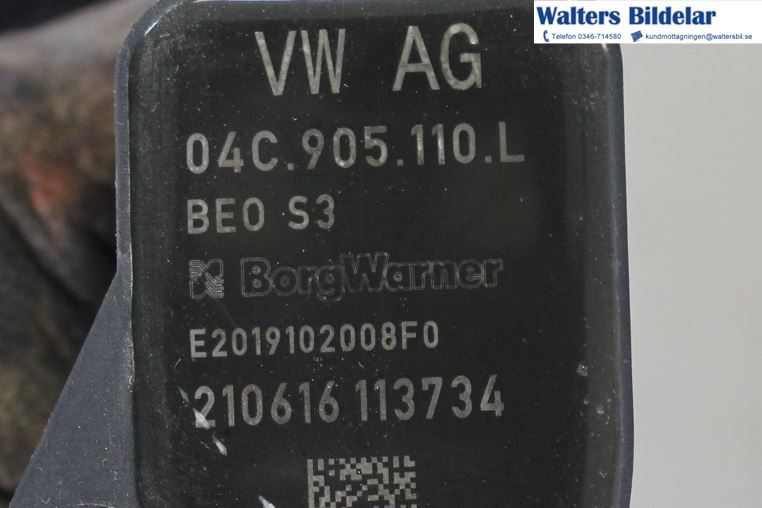 Walters Bildelar
Telefon 0346-714580 kundmottagningen@waltersbil.se
VW AG
04C.905.110.L
BEO S3
BorgWarner
E2019102008F0
210616 113734